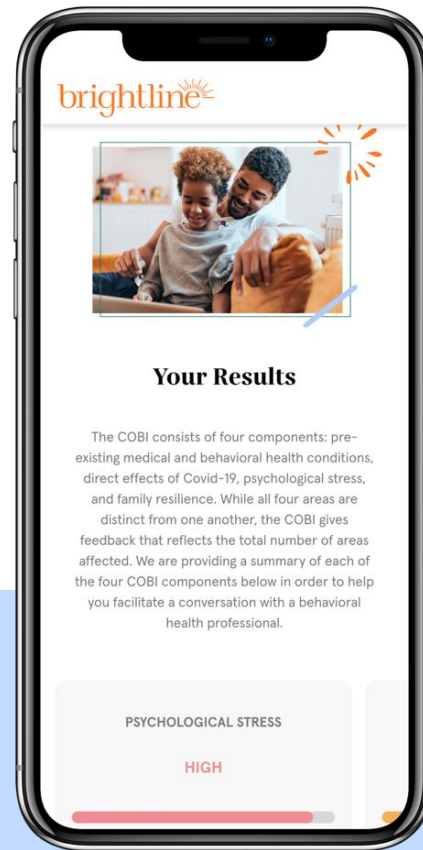 brightline
Your Results
The COBI consists of four components: pre-
existing medical and behavioral health conditions,
direct effects of Covid-19, psychological stress,
and family resilience. While all four areas are
distinct from one another, the COBI gives
feedback that reflects the total number of areas
affected. We are providing a summary of each of
the four COBI components below in order to help
you facilitate a conversation with a behavioral
health professional.
PSYCHOLOGICAL STRESS
HIGH